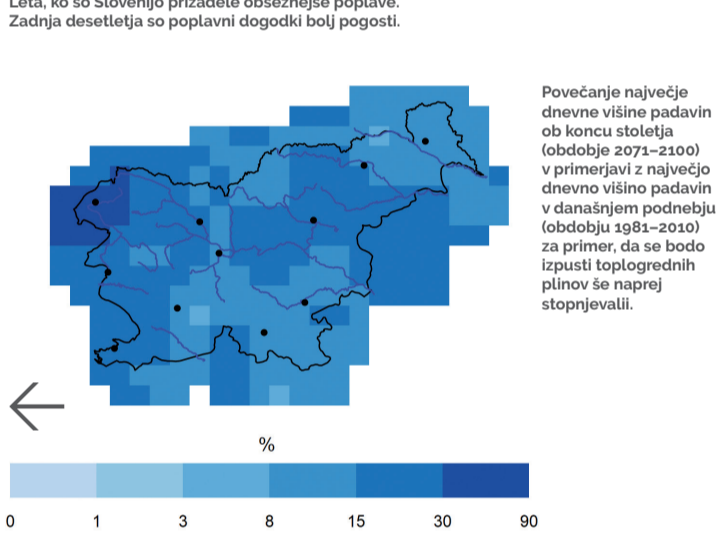 Leta, ko so Slovenijo prizadele obsežnejše poplave.
Zadnja desetletja so poplavni dogodki bolj pogosti.
Povečanje največje
dnevne višine padavin
ob koncu stoletja
(obdobje 2071–2100)
v primerjavi z največjo
dnevno višino padavin
v današnjem podnebju
(obdobju 1981–2010)
za primer, da se bodo
izpusti toplogrednih
plinov še naprej
stopnjevalii.
%
0 1 3 8 15 30 90